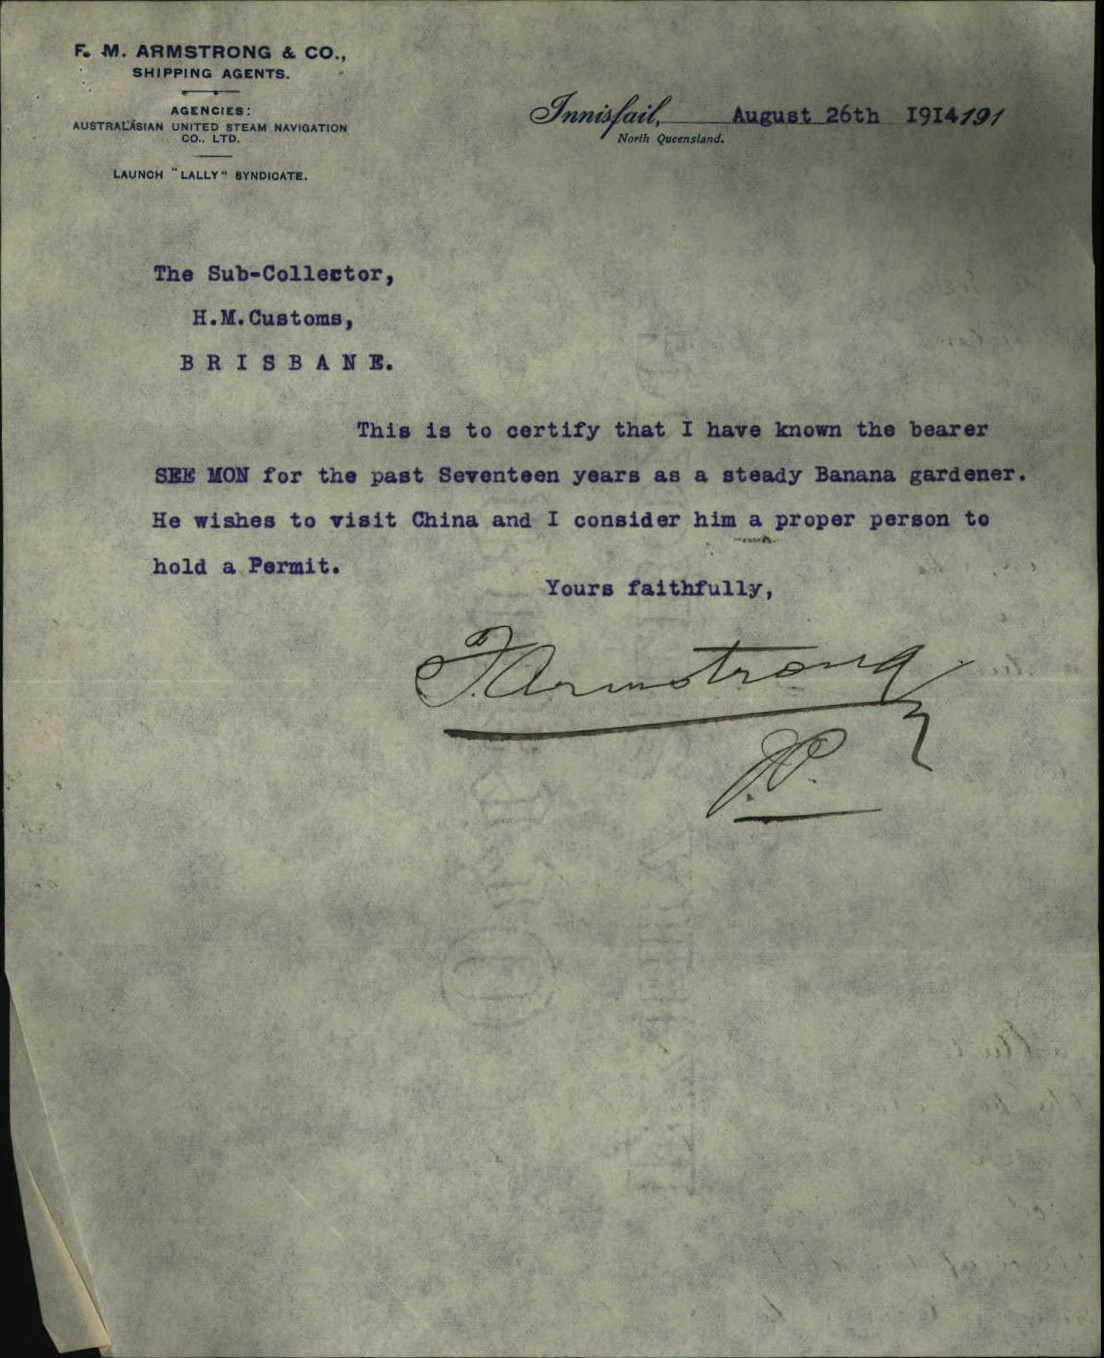 F. M. ARMSTRONG & CO.,
SHIPPING AGENTS.
AGENCIES:
AUSTRALASIAN UNITED STEAM NAVIGATION
CO., LTD.
LAUNCH "LALLY" SYNDICATE.
Innisfail, August 26th 1914 191
North Queensland.
The Sub-Collector,
H.M.Customs,
B R I S B A N E.
This is to certify that I have known the bearer
SEE MON for the past Seventeen years as a steady Banana gardener.
He wishes to visit China and I consider him a proper person to
hold a Permit.
Yours faithfully,
F. Armstrong
J.P.